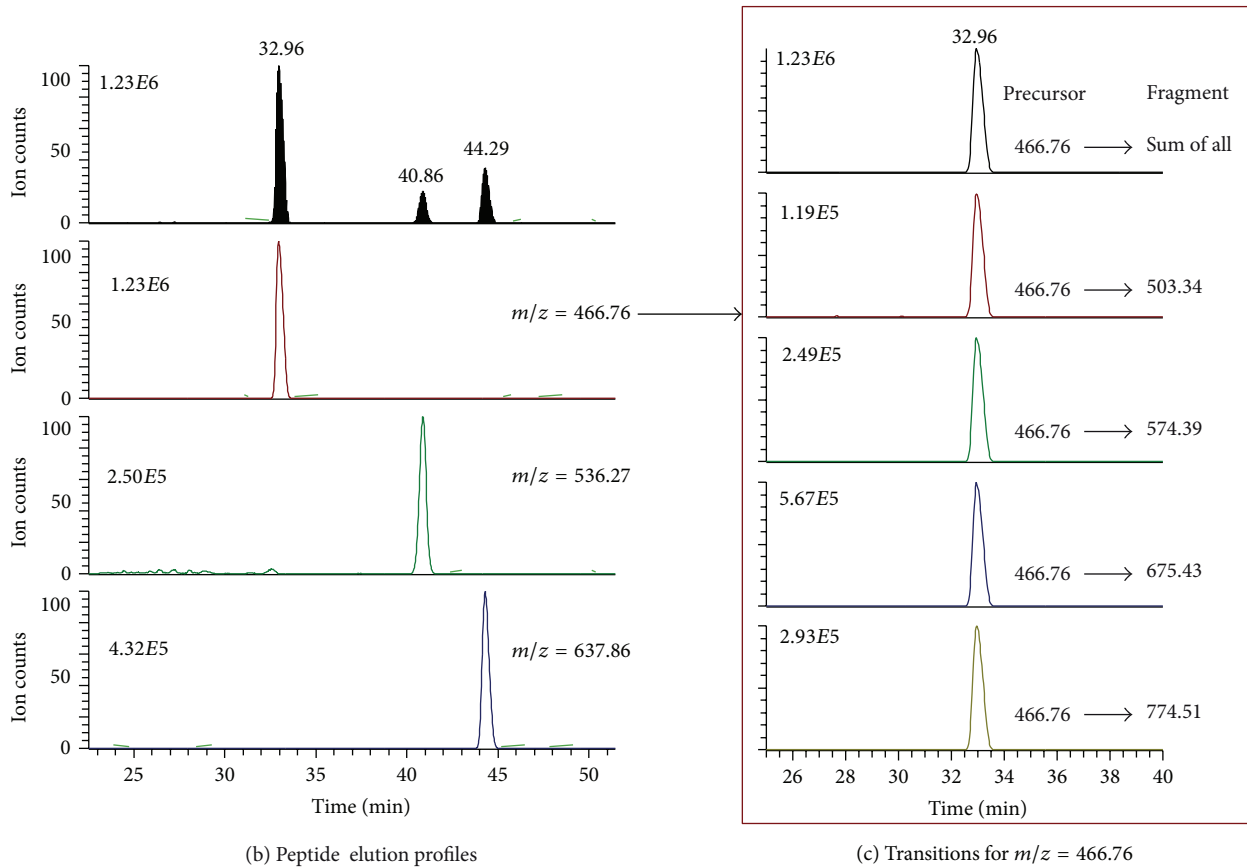 32.96
1.23E6
40.86
44.29
100
50
0
Ion counts
1.23E6
m/z = 466.76
100
50
0
Ion counts
2.50E5
m/z = 536.27
100
50
0
Ion counts
4.32E5
m/z = 637.86
100
50
0
Ion counts
25 30 35 40 45 50
Time (min)
(b) Peptide elution profiles
32.96
1.23E6
Precursor Fragment
466.76 → Sum of all
1.19E5
466.76 → 503.34
2.49E5
466.76 → 574.39
5.67E5
466.76 → 675.43
2.93E5
466.76 → 774.51
26 28 30 32 34 36 38 40
Time (min)
(c) Transitions for m/z = 466.76